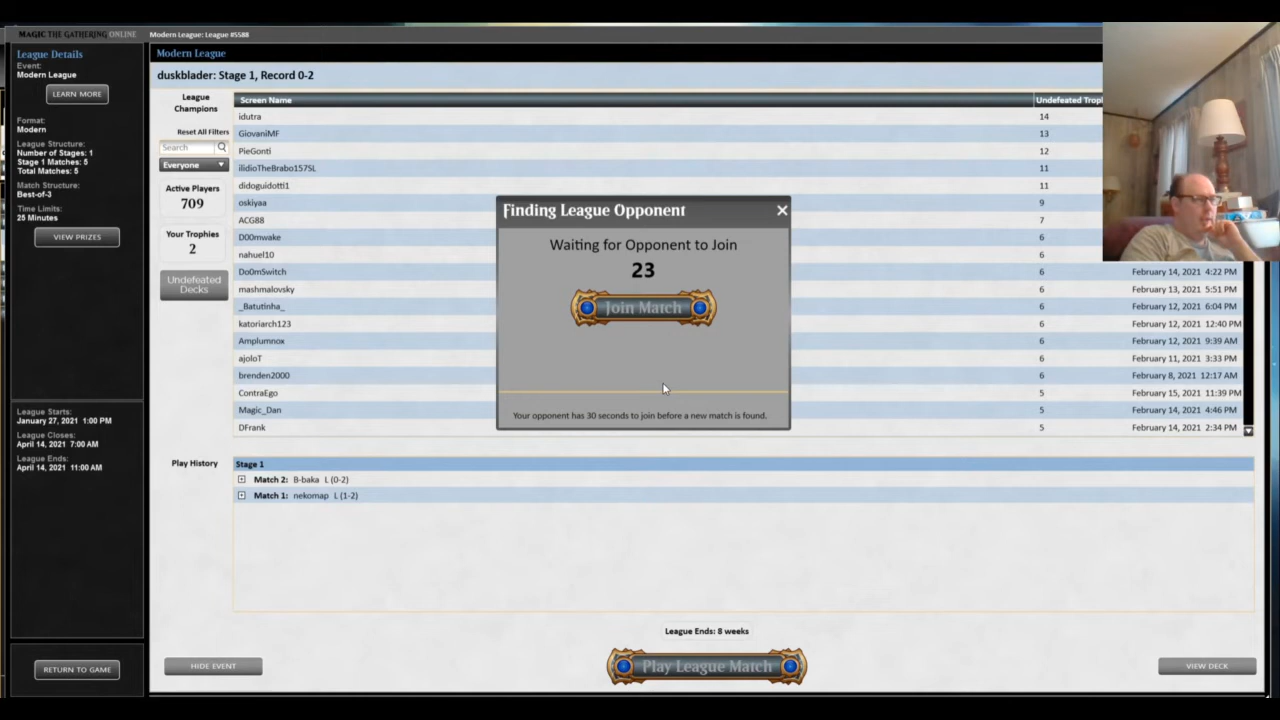 MAGIC THE GATHERING ONLINE
Modern League: League #5588
League Details
Event:
Modern League
LEARN MORE
Format:
Modern
League Structure:
Number of Stages: 1
Stage 1 Matches: 5
Total Matches: 5
Match Structure:
Best-of-3
Time Limits:
25 Minutes
VIEW PRIZES
League Starts:
January 27, 2021 1:00 PM
League Closes:
April 14, 2021 7:00 AM
League Ends:
April 14, 2021 11:00 AM
RETURN TO GAME
Modern League
duskblader: Stage 1, Record 0-2
League
Champions
Reset All Filters
Search
Everyone
Active Players
709
Your Trophies
2
Undefeated
Decks
Screen Name Undefeated Troph
idutra 14
GiovaniMF 13
PieGonti 12
ilidioTheBrabo157SL 11
didoguidotti1 11
oskiyaa 9
ACG88 7
D00mwake 6
nahuel10 6
Do0mSwitch 6 February 14, 2021 4:22 PM
mashmalovsky 6 February 13, 2021 5:51 PM
_Batutinha_ 6 February 12, 2021 6:04 PM
katoriarch123 6 February 12, 2021 12:40 PM
Amplumnox 6 February 12, 2021 9:39 AM
ajoloT 6 February 11, 2021 3:33 PM
brenden2000 6 February 8, 2021 12:17 AM
ContraEgo 5 February 15, 2021 11:39 PM
Magic_Dan 5 February 14, 2021 4:46 PM
DFrank 5 February 14, 2021 2:34 PM
Finding League Opponent
Waiting for Opponent to Join
23
Join Match
Your opponent has 30 seconds to join before a new match is found.
Play History
Stage 1
Match 2: B-baka L (0-2)
Match 1: nekomap L (1-2)
League Ends: 8 weeks
HIDE EVENT
Play League Match
VIEW DECK